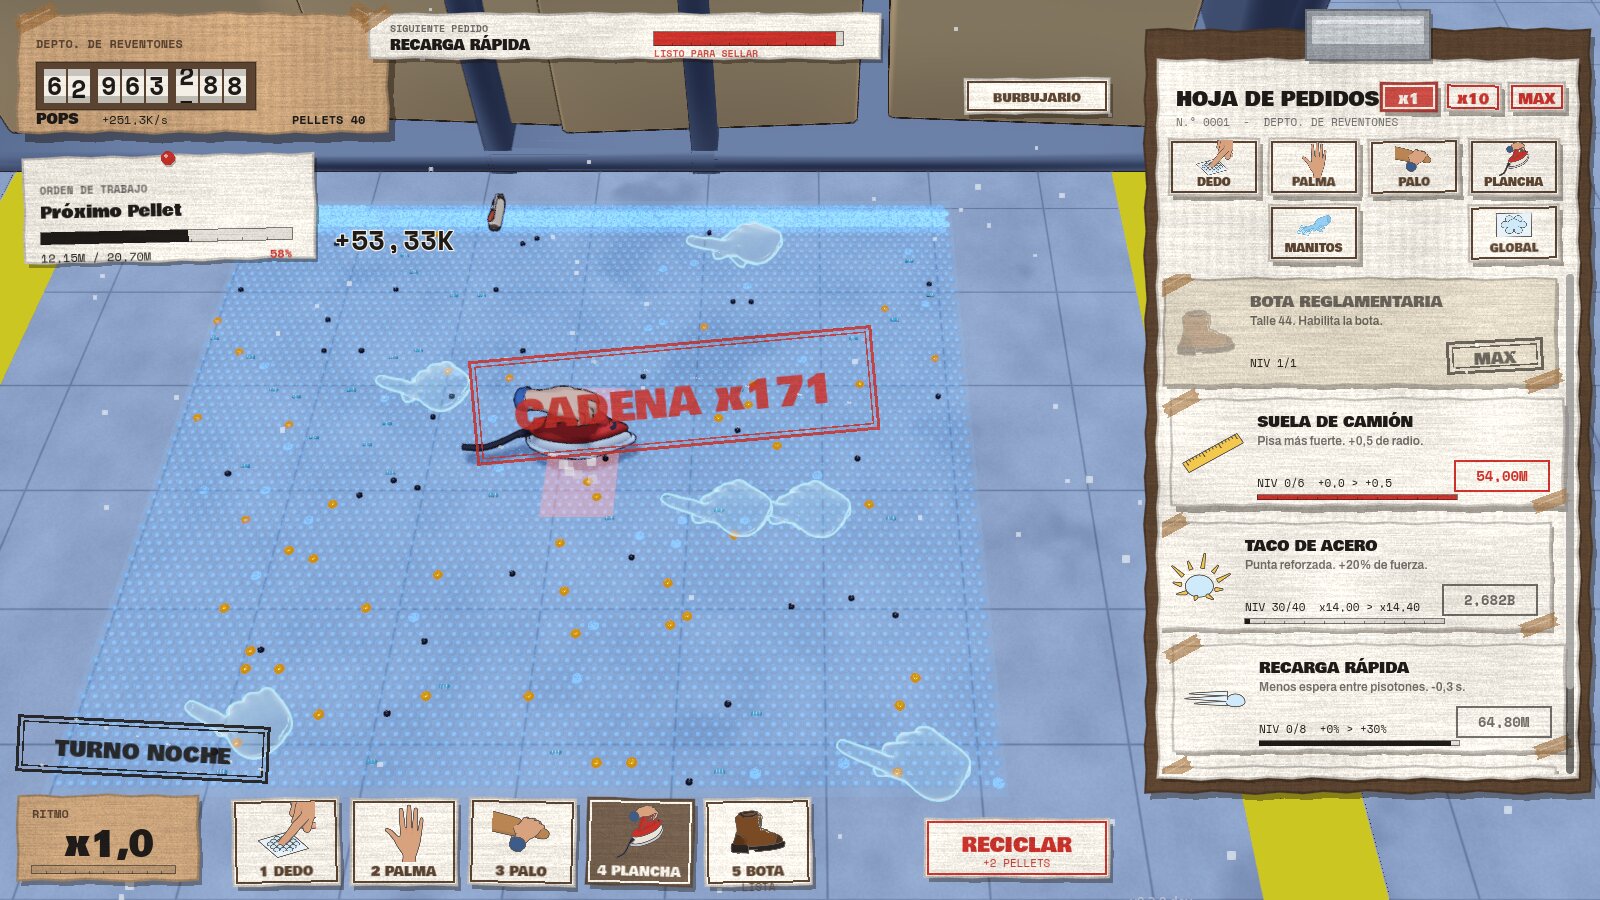 DEPTO. DE REVENTONES
62 963 288
POPS +251.3K/s PELLETS 40
SIGUIENTE PEDIDO
RECARGA RÁPIDA
LISTO PARA SELLAR
BURBUJARIO
ORDEN DE TRABAJO
Próximo Pellet
12.15M / 20.70M 58%
+53,33K
CADENA x171
TURNO NOCHE
RITMO
x1,0
1 DEDO
2 PALMA
3 PALO
4 PLANCHA
5 BOTA
LISTA
RECICLAR
+2 PELLETS
HOJA DE PEDIDOS x1 x10 MAX
N.° 0001 - DEPTO. DE REVENTONES
DEDO
PALMA
PALO
PLANCHA
MANITOS
GLOBAL
BOTA REGLAMENTARIA
Talle 44. Habilita la bota.
NIV 1/1
MAX
SUELA DE CAMIÓN
Pisa más fuerte. +0,5 de radio.
NIV 0/6 +0.0 > +0.5
54.00M
TACO DE ACERO
Punta reforzada. +20% de fuerza.
NIV 30/40 x14.00 > x14.40
2.682B
RECARGA RÁPIDA
Menos espera entre pisotones. -0,3 s.
NIV 0/8 +0% > +30%
64.80M